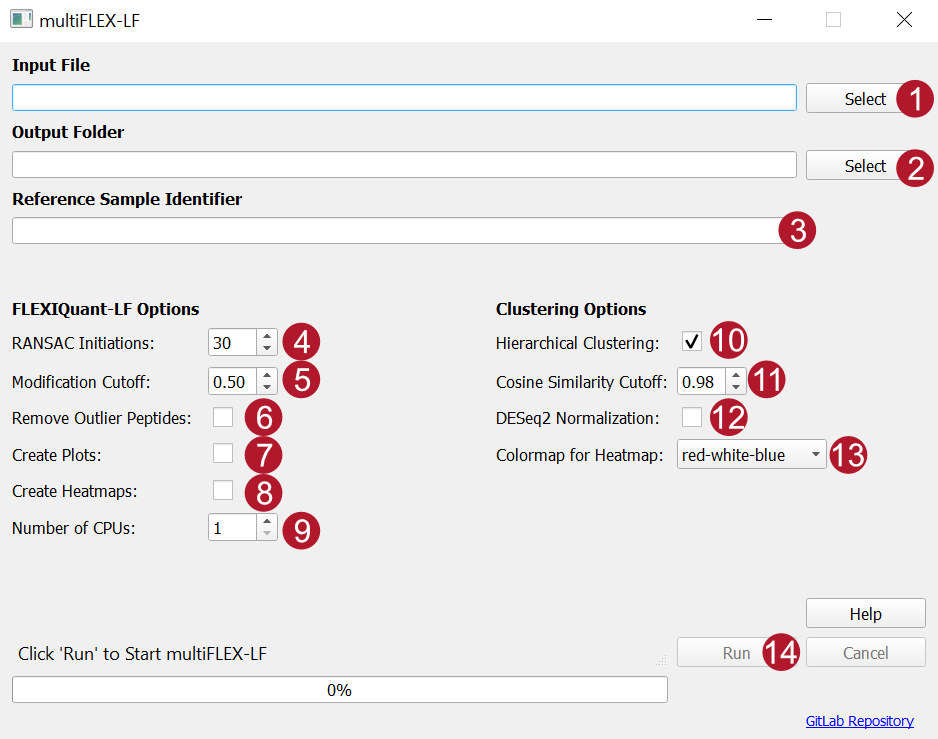 multiFLEX-LF
Input File
Select 1
Output Folder
Select 2
Reference Sample Identifier
3
FLEXIQuant-LF Options
RANSAC Initiations: 30 4
Modification Cutoff: 0.50 5
Remove Outlier Peptides: 6
Create Plots: 7
Create Heatmaps: 8
Number of CPUs: 1 9
Clustering Options
Hierarchical Clustering: 10
Cosine Similarity Cutoff: 0.98 11
DESeq2 Normalization: 12
Colormap for Heatmap: red-white-blue 13
Help
Click 'Run' to Start multiFLEX-LF
Run 14 Cancel
0%
GitLab Repository